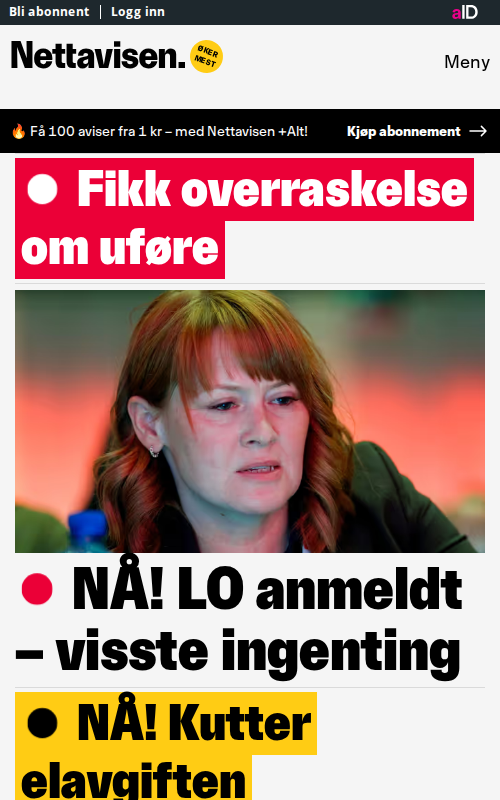 Bli abonnent | Logg inn
aID
Nettavisen.
ØKER
MEST
Meny
🔥 Få 100 aviser fra 1 kr – med Nettavisen +Alt!
Kjøp abonnement →
Fikk overraskelse
om uføre
NÅ! LO anmeldt
– visste ingenting
NÅ! Kutter
elavgiften